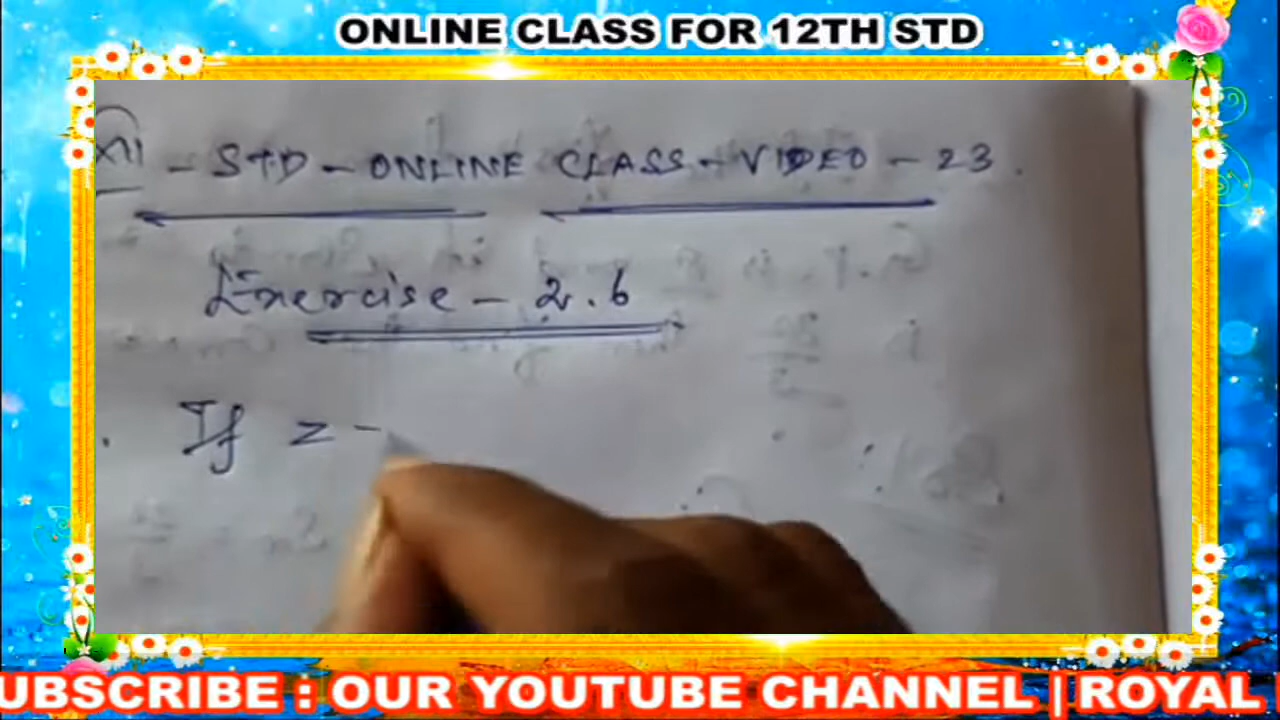 ONLINE CLASS FOR 12TH STD
XII - STD - ONLINE CLASS - VIDEO - 23.
Exercise - 2.6
. If z -
UBSCRIBE : OUR YOUTUBE CHANNEL | ROYAL